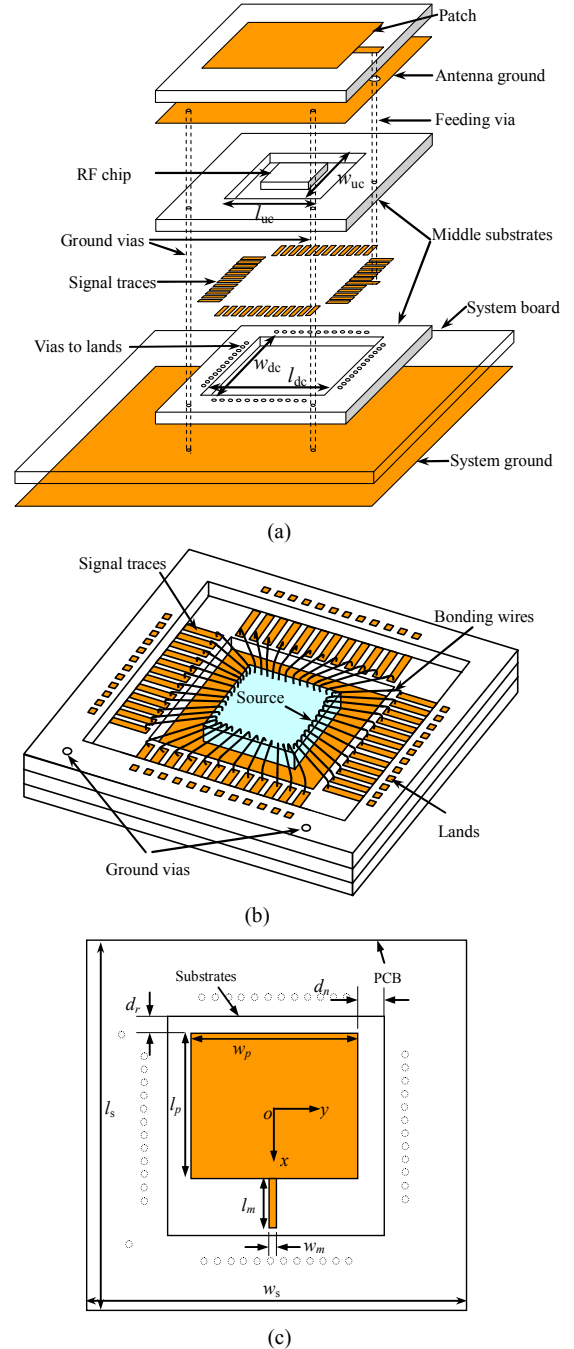 Patch
Antenna ground
Feeding via
RF chip
w_uc
l_uc
Ground vias
Middle substrates
Signal traces
System board
Vias to lands
w_dc
l_dc
System ground
(a)
Signal traces
Bonding wires
Source
Lands
Ground vias
(b)
Substrates
d_n
PCB
d_r
w_p
l_s
l_p
o
y
x
l_m
w_m
w_s
(c)